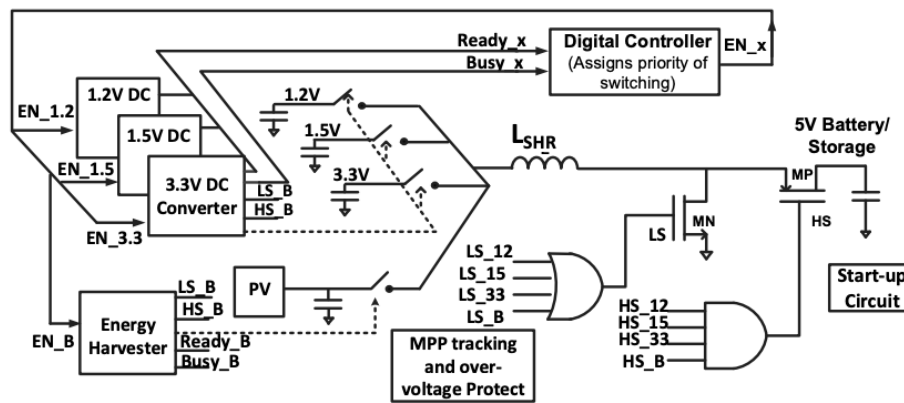 Ready_x
Busy_x
Digital Controller
(Assigns priority of
switching)
EN_x
1.2V DC
EN_1.2
1.5V DC
EN_1.5
3.3V DC
Converter
LS_B
HS_B
EN_3.3
1.2V
1.5V
3.3V
L_SHR
5V Battery/
Storage
MP
HS
LS
MN
PV
LS_B
HS_B
Energy
Harvester
EN_B
Ready_B
Busy_B
MPP tracking
and over-
voltage Protect
LS_12
LS_15
LS_33
LS_B
HS_12
HS_15
HS_33
HS_B
Start-up
Circuit